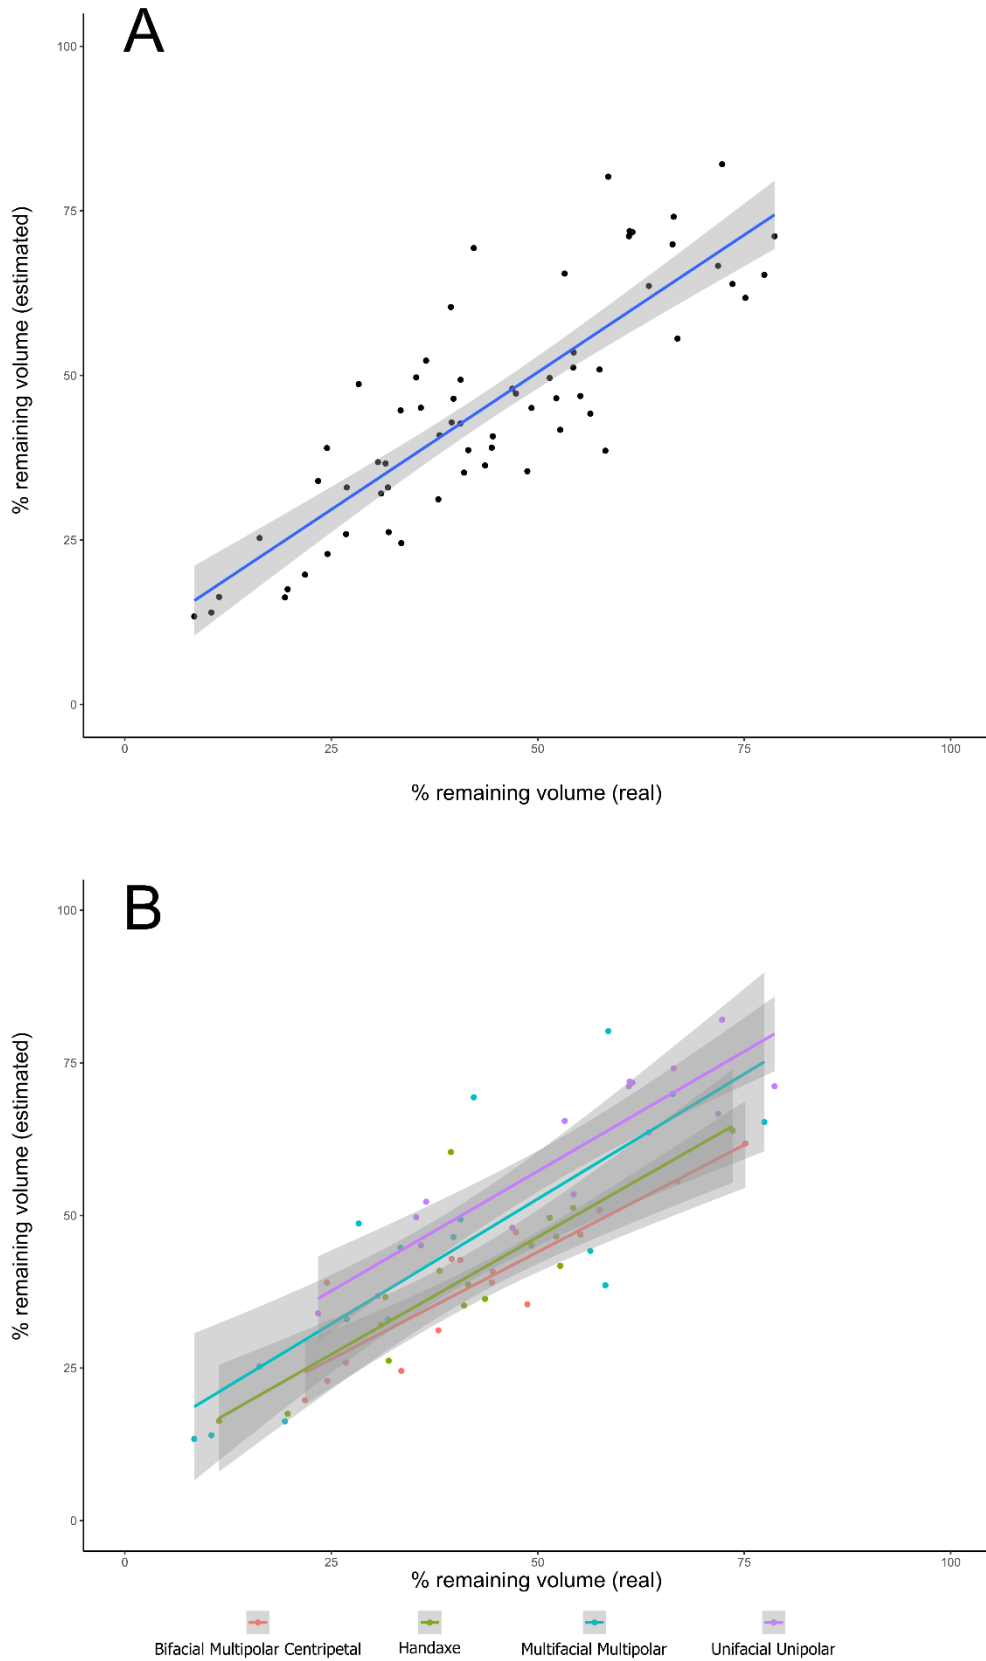 A
100
75
50
25
0
% remaining volume (estimated)
0 25 50 75 100
% remaining volume (real)
B
100
75
50
25
0
% remaining volume (estimated)
0 25 50 75 100
% remaining volume (real)
Bifacial Multipolar Centripetal Handaxe Multifacial Multipolar Unifacial Unipolar